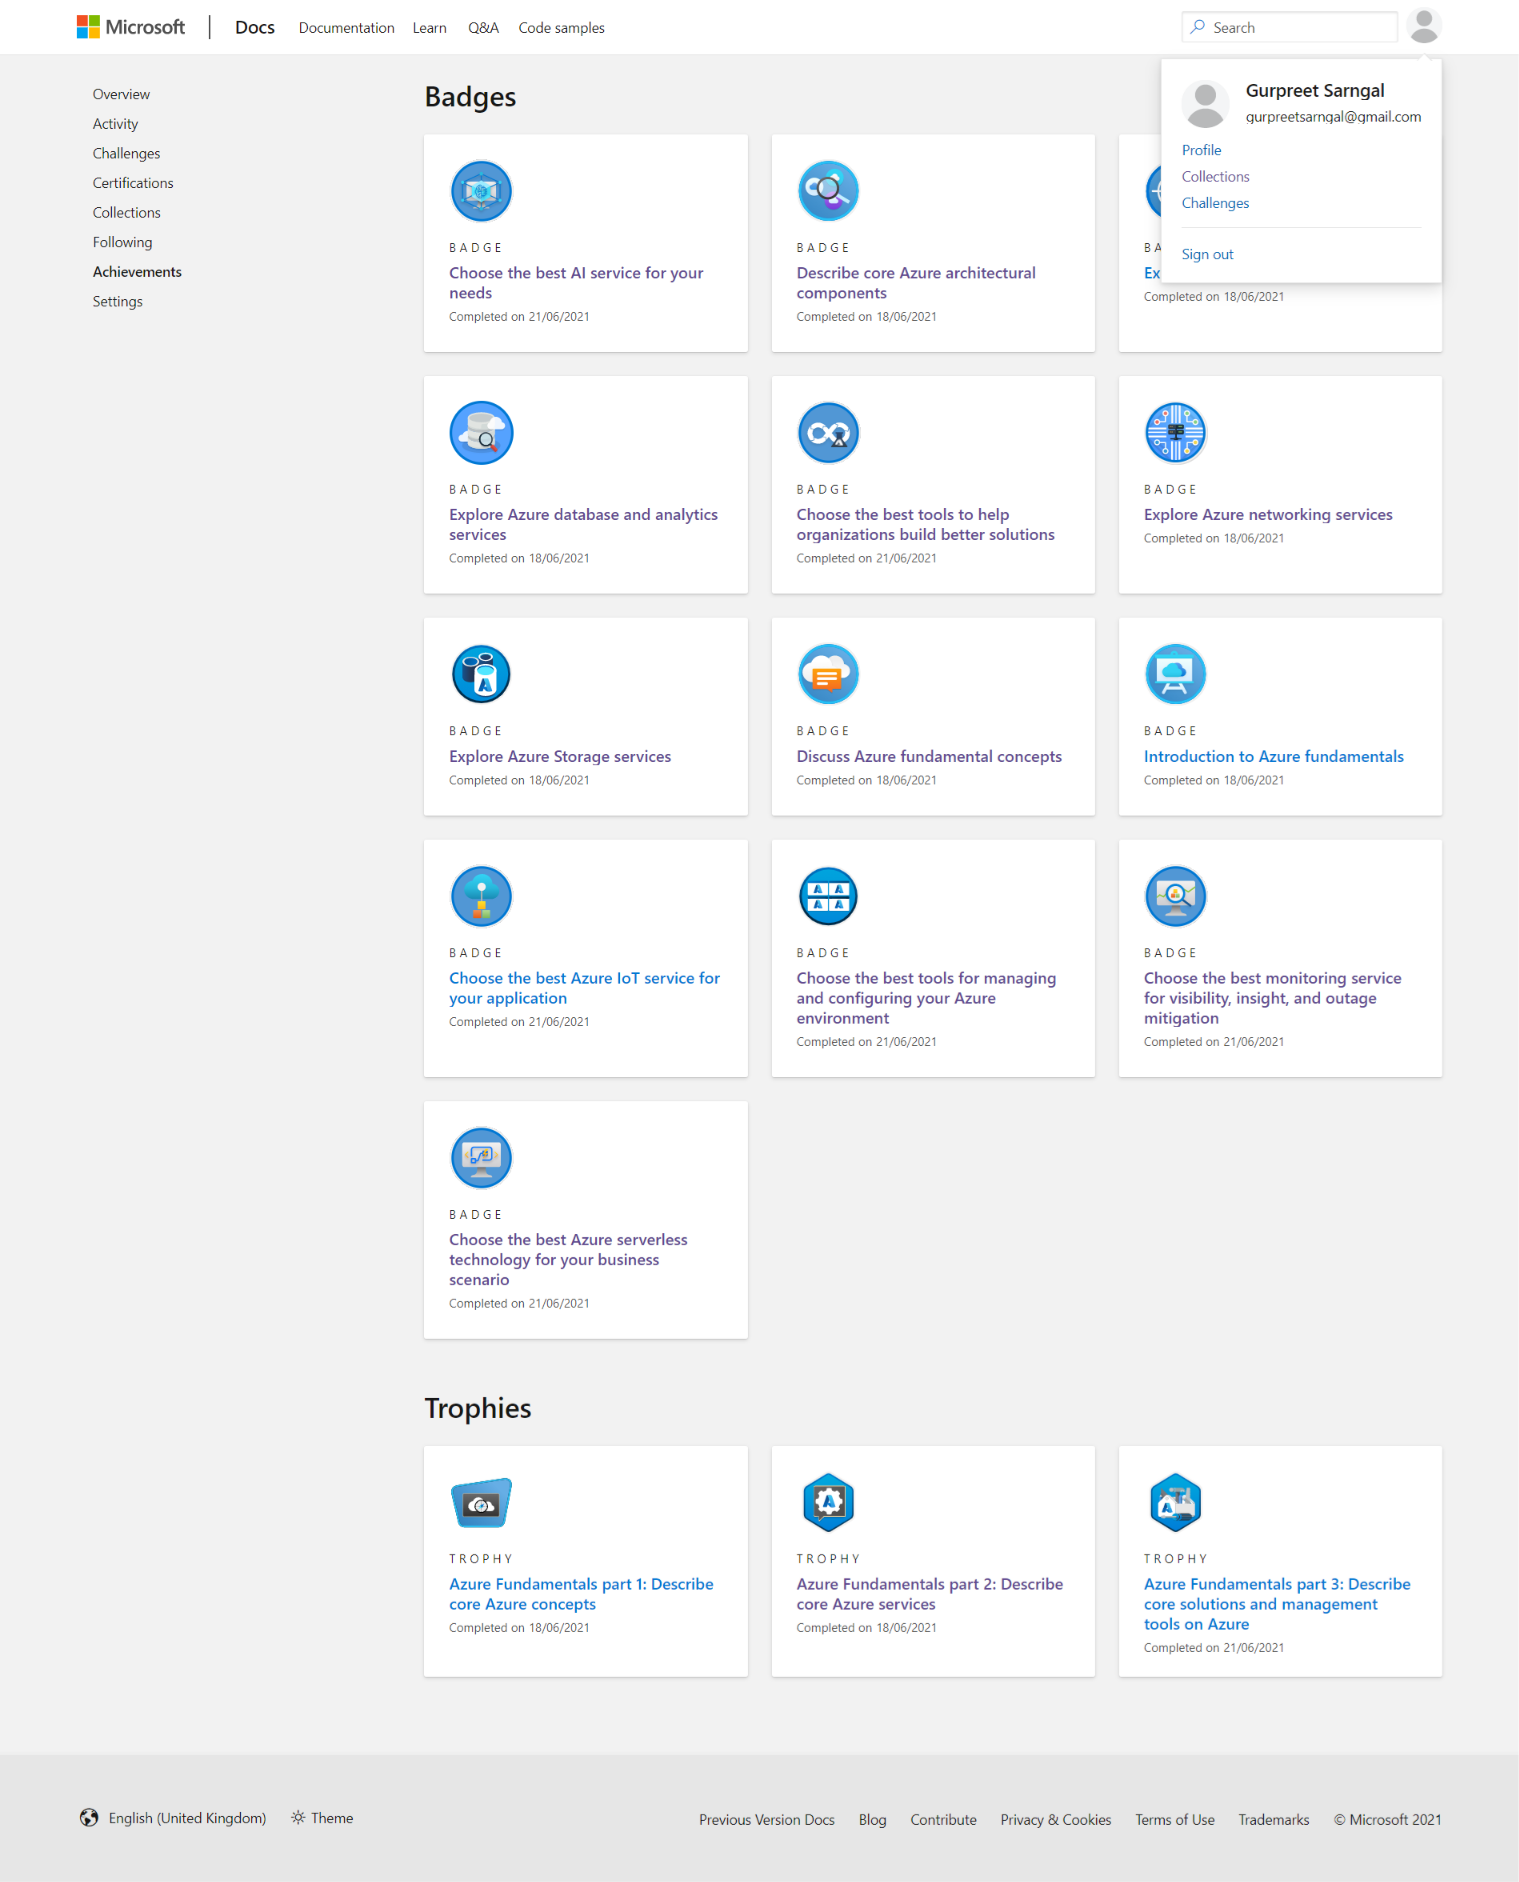 Microsoft
Docs
Documentation
Learn
Q&A
Code samples
Search
Gurpreet Sarngal
gurpreetsarngal@gmail.com
Profile
Collections
Challenges
Sign out
Overview
Activity
Challenges
Certifications
Collections
Following
Achievements
Settings
Badges
BADGE
Choose the best AI service for your
needs
Completed on 21/06/2021
BADGE
Describe core Azure architectural
components
Completed on 18/06/2021
BA
Ex
Completed on 18/06/2021
BADGE
Explore Azure database and analytics
services
Completed on 18/06/2021
BADGE
Choose the best tools to help
organizations build better solutions
Completed on 21/06/2021
BADGE
Explore Azure networking services
Completed on 18/06/2021
BADGE
Explore Azure Storage services
Completed on 18/06/2021
BADGE
Discuss Azure fundamental concepts
Completed on 18/06/2021
BADGE
Introduction to Azure fundamentals
Completed on 18/06/2021
BADGE
Choose the best Azure IoT service for
your application
Completed on 21/06/2021
BADGE
Choose the best tools for managing
and configuring your Azure
environment
Completed on 21/06/2021
BADGE
Choose the best monitoring service
for visibility, insight, and outage
mitigation
Completed on 21/06/2021
BADGE
Choose the best Azure serverless
technology for your business
scenario
Completed on 21/06/2021
Trophies
TROPHY
Azure Fundamentals part 1: Describe
core Azure concepts
Completed on 18/06/2021
TROPHY
Azure Fundamentals part 2: Describe
core Azure services
Completed on 18/06/2021
TROPHY
Azure Fundamentals part 3: Describe
core solutions and management
tools on Azure
Completed on 21/06/2021
English (United Kingdom)
Theme
Previous Version Docs
Blog
Contribute
Privacy & Cookies
Terms of Use
Trademarks
© Microsoft 2021